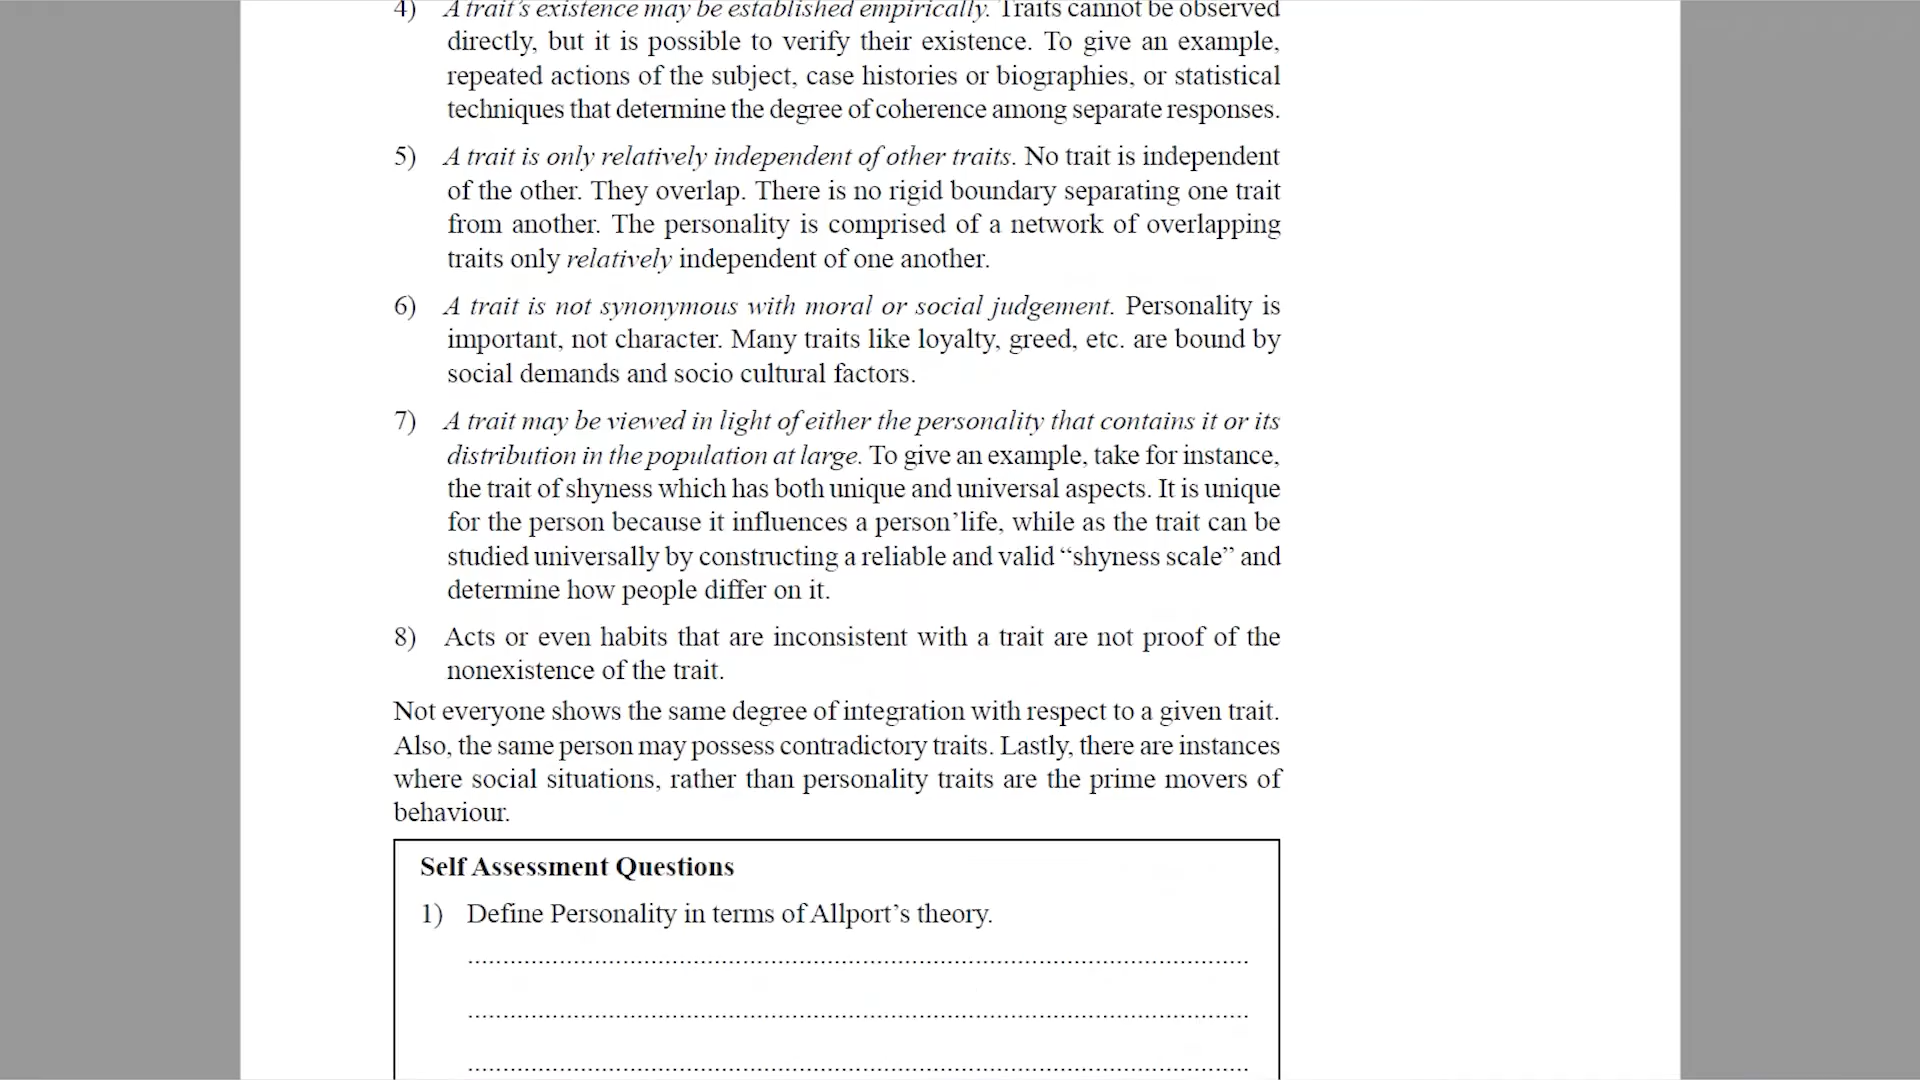 4) A trait's existence may be established empirically. Traits cannot be observed
directly, but it is possible to verify their existence. To give an example,
repeated actions of the subject, case histories or biographies, or statistical
techniques that determine the degree of coherence among separate responses.
5) A trait is only relatively independent of other traits. No trait is independent
of the other. They overlap. There is no rigid boundary separating one trait
from another. The personality is comprised of a network of overlapping
traits only relatively independent of one another.
6) A trait is not synonymous with moral or social judgement. Personality is
important, not character. Many traits like loyalty, greed, etc. are bound by
social demands and socio cultural factors.
7) A trait may be viewed in light of either the personality that contains it or its
distribution in the population at large. To give an example, take for instance,
the trait of shyness which has both unique and universal aspects. It is unique
for the person because it influences a person’life, while as the trait can be
studied universally by constructing a reliable and valid “shyness scale” and
determine how people differ on it.
8) Acts or even habits that are inconsistent with a trait are not proof of the
nonexistence of the trait.
Not everyone shows the same degree of integration with respect to a given trait.
Also, the same person may possess contradictory traits. Lastly, there are instances
where social situations, rather than personality traits are the prime movers of
behaviour.
Self Assessment Questions
1) Define Personality in terms of Allport’s theory.